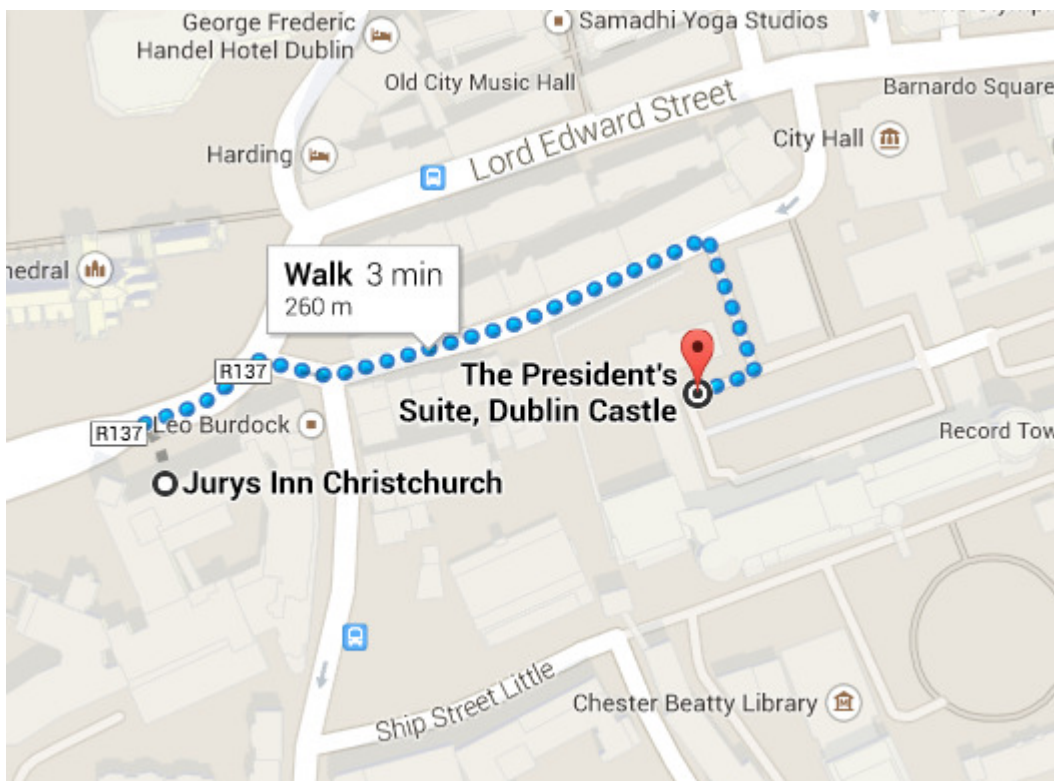 George Frederic
Handel Hotel Dublin
Samadhi Yoga Studios
Old City Music Hall
Barnardo Square
Lord Edward Street
City Hall
Harding
hedral
Walk 3 min
260 m
R137
The President's
Suite, Dublin Castle
R137
Leo Burdock
Record Tow
Jurys Inn Christchurch
Ship Street Little
Chester Beatty Library